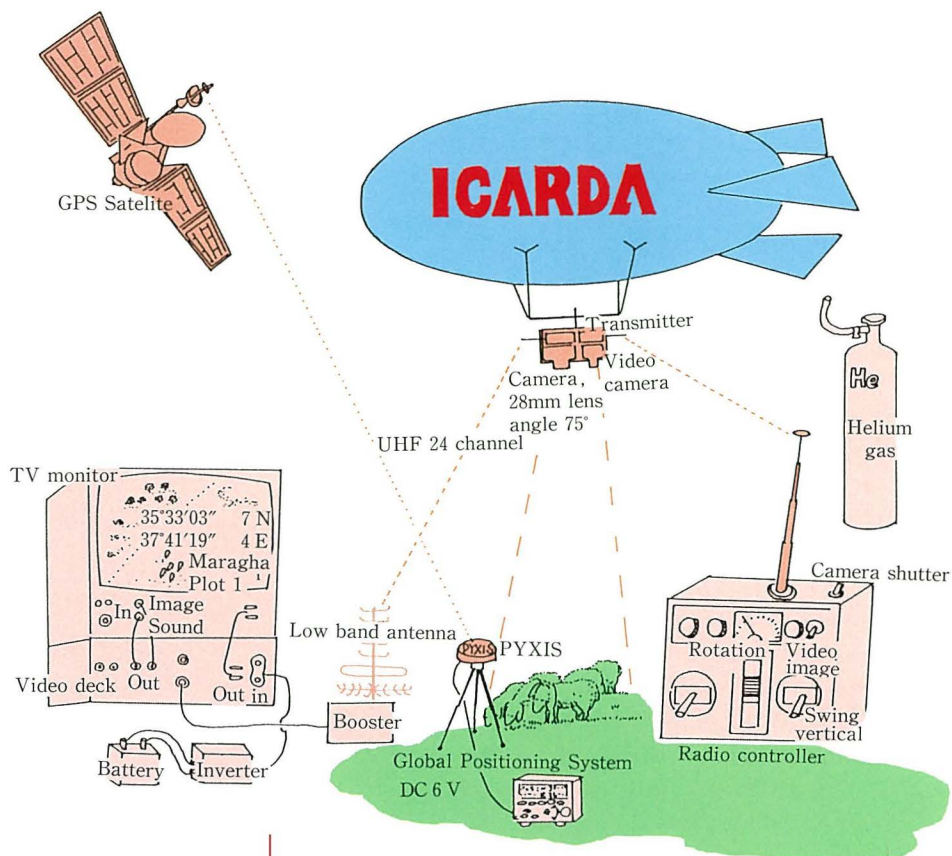 GPS Satelite
ICARDA
Transmitter
Video
camera
Camera,
28mm lens
angle 75°
He
Helium
gas
UHF 24 channel
TV monitor
35°33′03″ 7 N
37°41′19″ 4 E
Maragha
Plot 1
In
Image
Sound
Video deck
Out
Out in
Low band antenna
Booster
Battery
Inverter
PYXIS
PYXIS
Global Positioning System
DC 6 V
Camera shutter
Rotation
Video
image
Swing
vertical
Radio controller